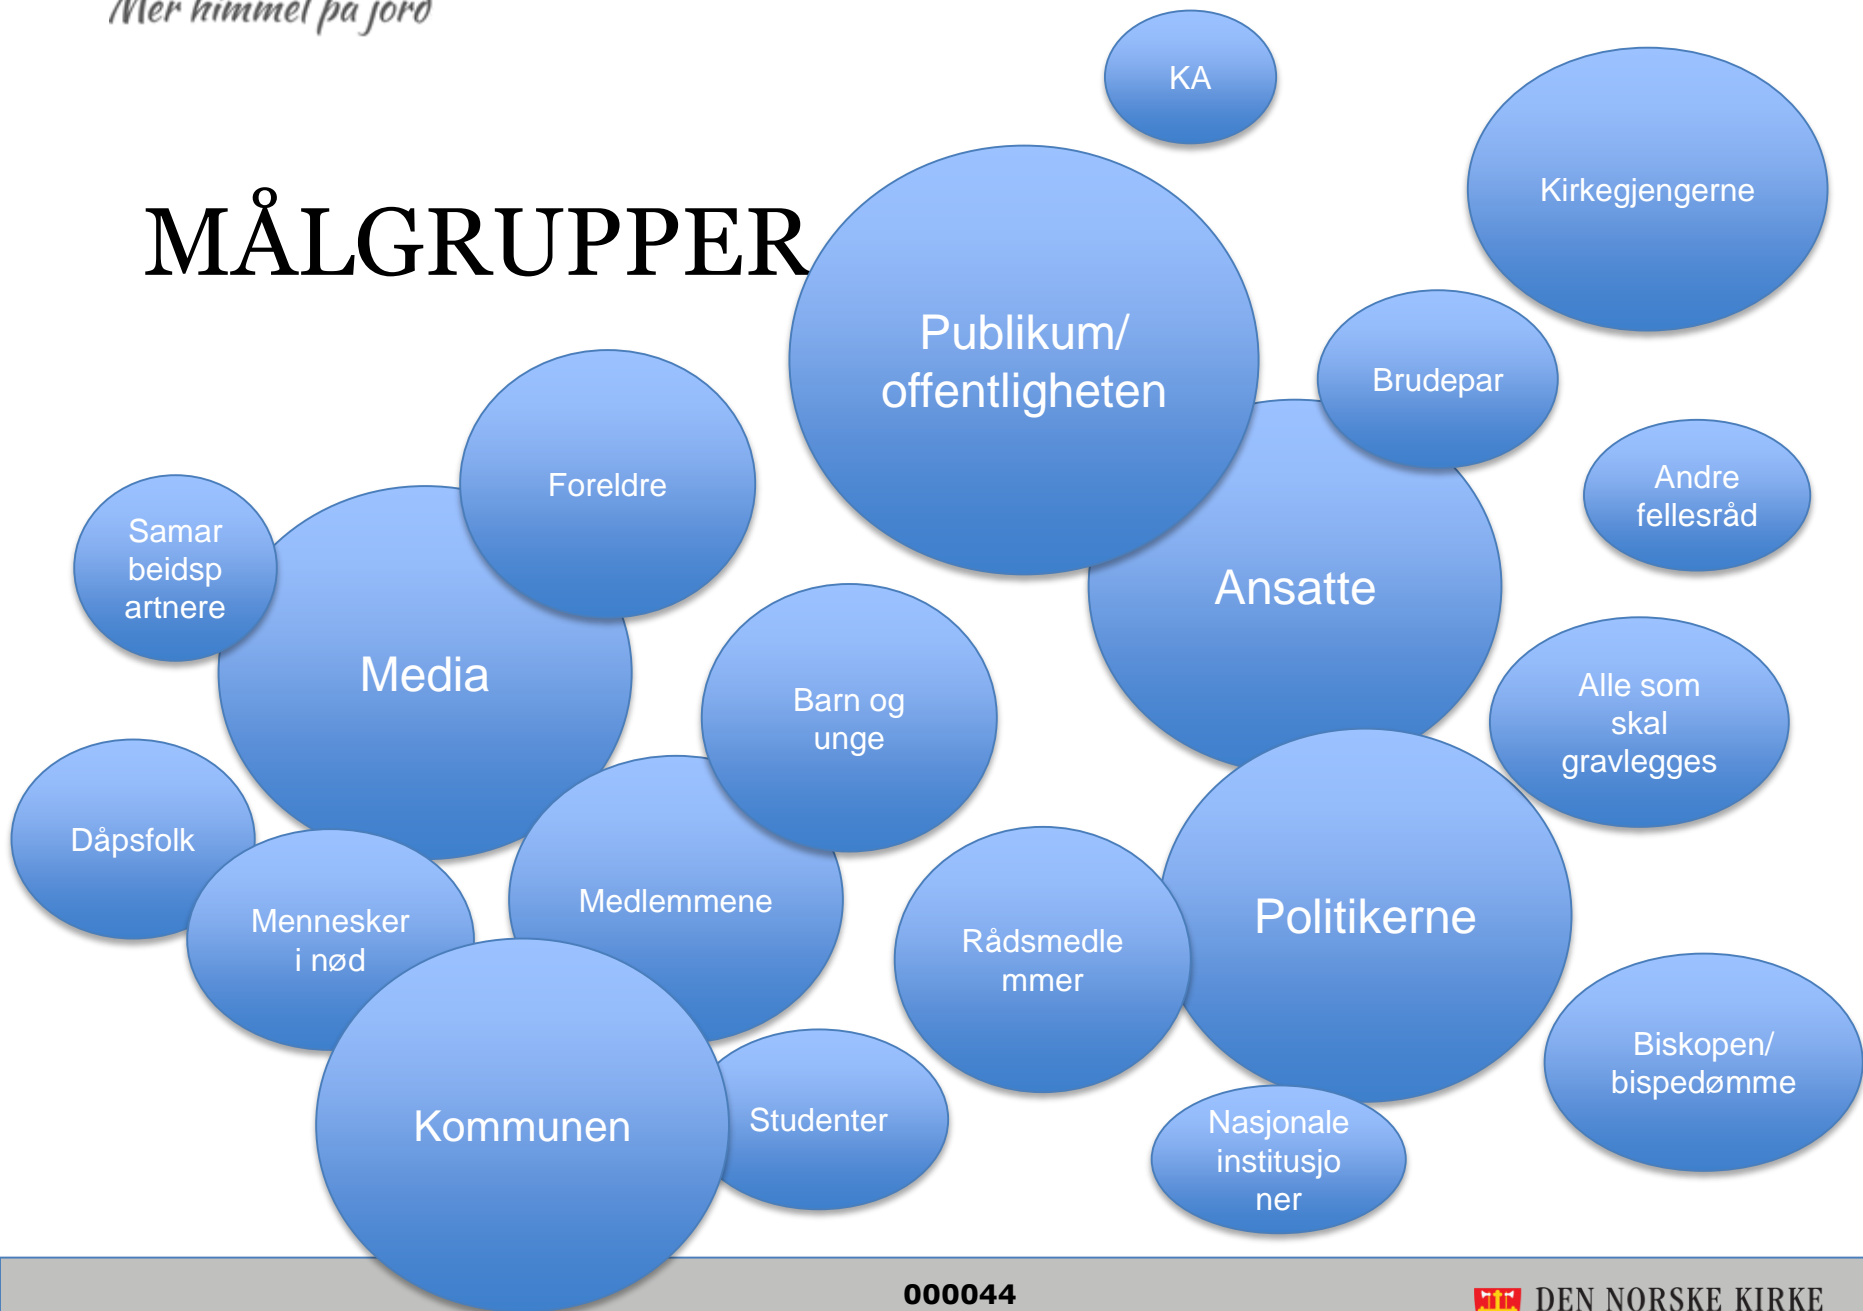 Mer himmel på jord
KA
Kirkegjengerne
MÅLGRUPPER
Publikum/
offentligheten
Brudepar
Foreldre
Andre
fellesråd
Samar
beidsp
artnere
Ansatte
Media
Barn og
unge
Alle som
skal
gravlegges
Dåpsfolk
Mennesker
i nød
Medlemmene
Rådsmedle
mmer
Politikerne
Biskopen/
bispedømme
Kommunen
Studenter
Nasjonale
institusjo
ner
000044
DEN NORSKE KIRKE